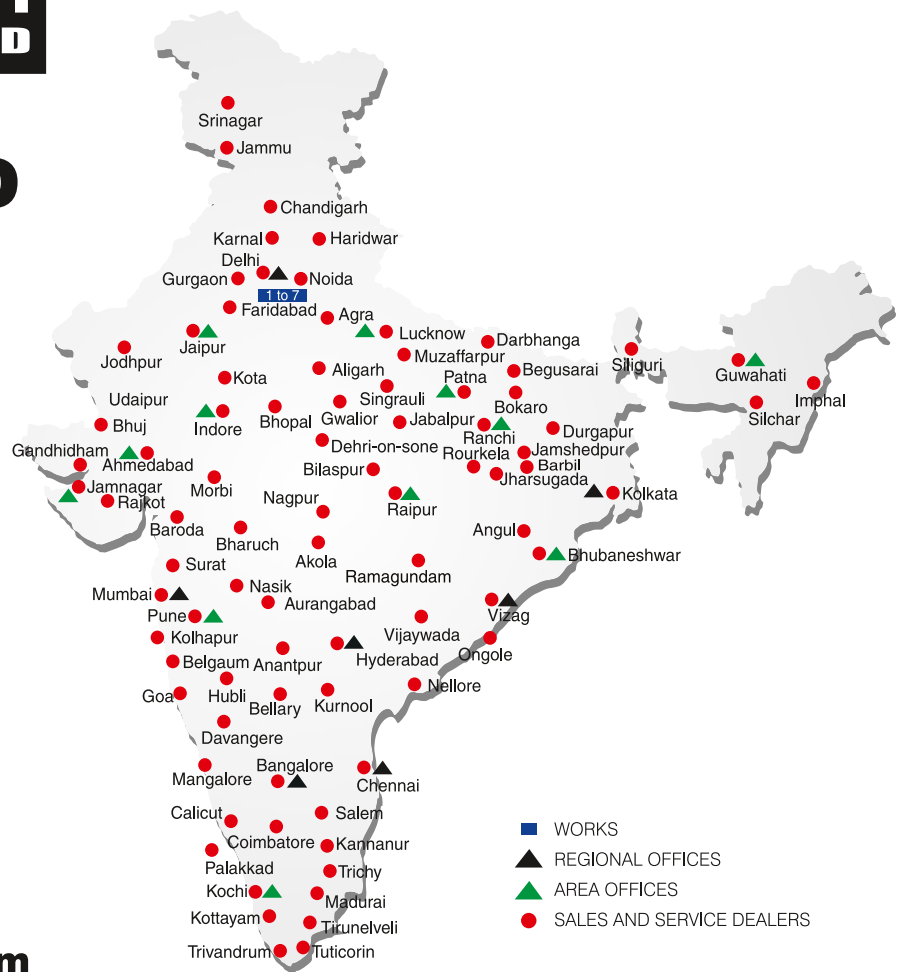 D
Srinagar
Jammu
Chandigarh
Karnal
Haridwar
Delhi
Gurgaon
Noida
1 to 7
Faridabad
Agra
Jaipur
Lucknow
Darbhanga
Jodhpur
Muzaffarpur
Siliguri
Guwahati
Kota
Aligarh
Patna
Begusarai
Imphal
Udaipur
Singrauli
Bokaro
Silchar
Bhuj
Indore
Bhopal
Gwalior
Jabalpur
Ranchi
Durgapur
Gandhidham
Ahmedabad
Dehri-on-sone
Rourkela
Jamshedpur
Bilaspur
Barbil
Jharsugada
Jamnagar
Morbi
Rajkot
Nagpur
Raipur
Kolkata
Baroda
Bharuch
Angul
Akola
Bhubaneshwar
Surat
Ramagundam
Nasik
Mumbai
Aurangabad
Pune
Vizag
Kolhapur
Vijaywada
Ongole
Belgaum
Anantpur
Hyderabad
Goa
Hubli
Bellary
Kurnool
Nellore
Davangere
Mangalore
Bangalore
Chennai
Calicut
Salem
Coimbatore
Kannanur
Palakkad
Trichy
Kochi
Madurai
Kottayam
Tirunelveli
Trivandrum
Tuticorin
WORKS
REGIONAL OFFICES
AREA OFFICES
SALES AND SERVICE DEALERS
m